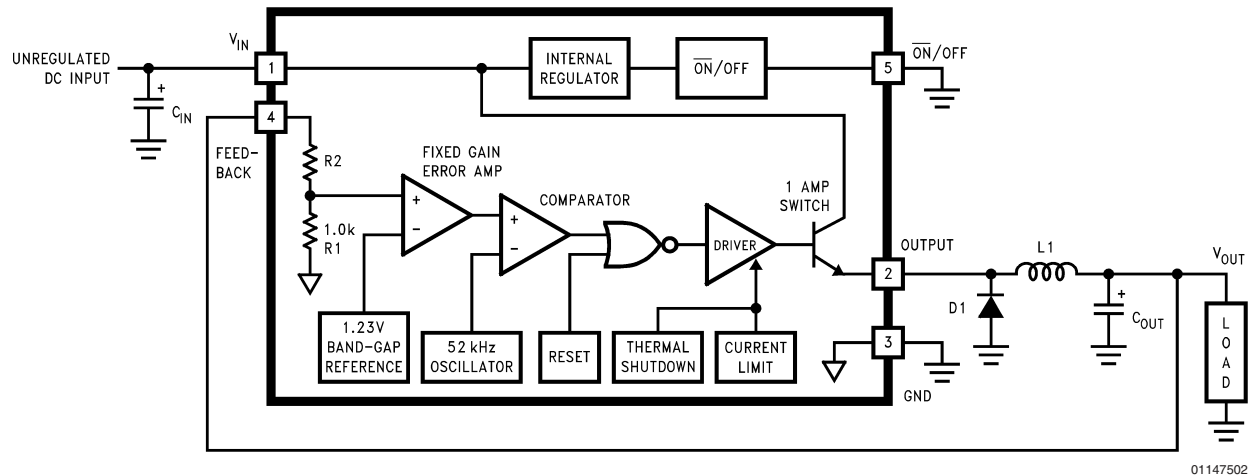 UNREGULATED
DC INPUT
+
C_IN
V_IN
1
4
FEED-
BACK
INTERNAL
REGULATOR
O̅N̅/OFF
5
O̅N̅/OFF
R2
1.0k
R1
FIXED GAIN
ERROR AMP
+
−
COMPARATOR
+
−
1 AMP
SWITCH
DRIVER
1.23V
BAND-GAP
REFERENCE
52 kHz
OSCILLATOR
RESET
THERMAL
SHUTDOWN
CURRENT
LIMIT
OUTPUT
2
3
GND
D1
L1
+
C_OUT
V_OUT
LOAD
01147502